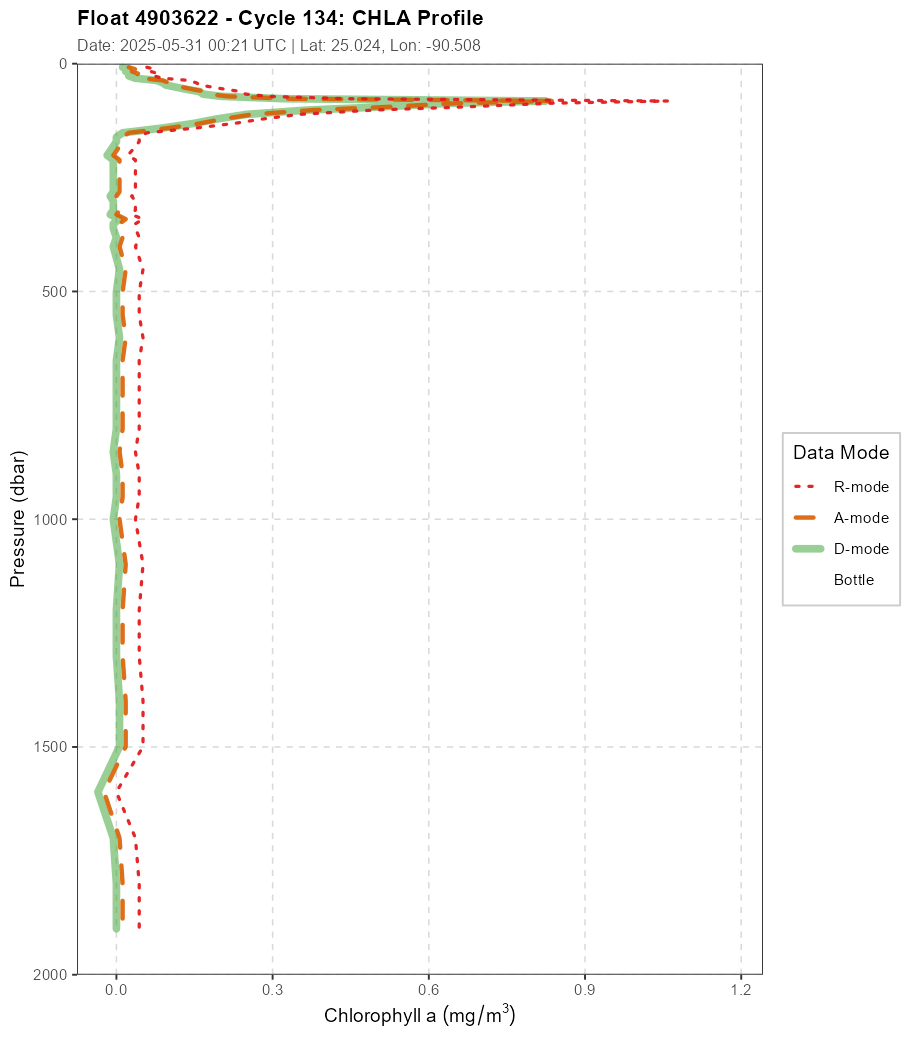 Float 4903622 - Cycle 134: CHLA Profile
Date: 2025-05-31 00:21 UTC | Lat: 25.024, Lon: -90.508
0
500
1000
1500
2000
Pressure (dbar)
0.0 0.3 0.6 0.9 1.2
Chlorophyll a (mg/m³)
Data Mode
R-mode
A-mode
D-mode
Bottle